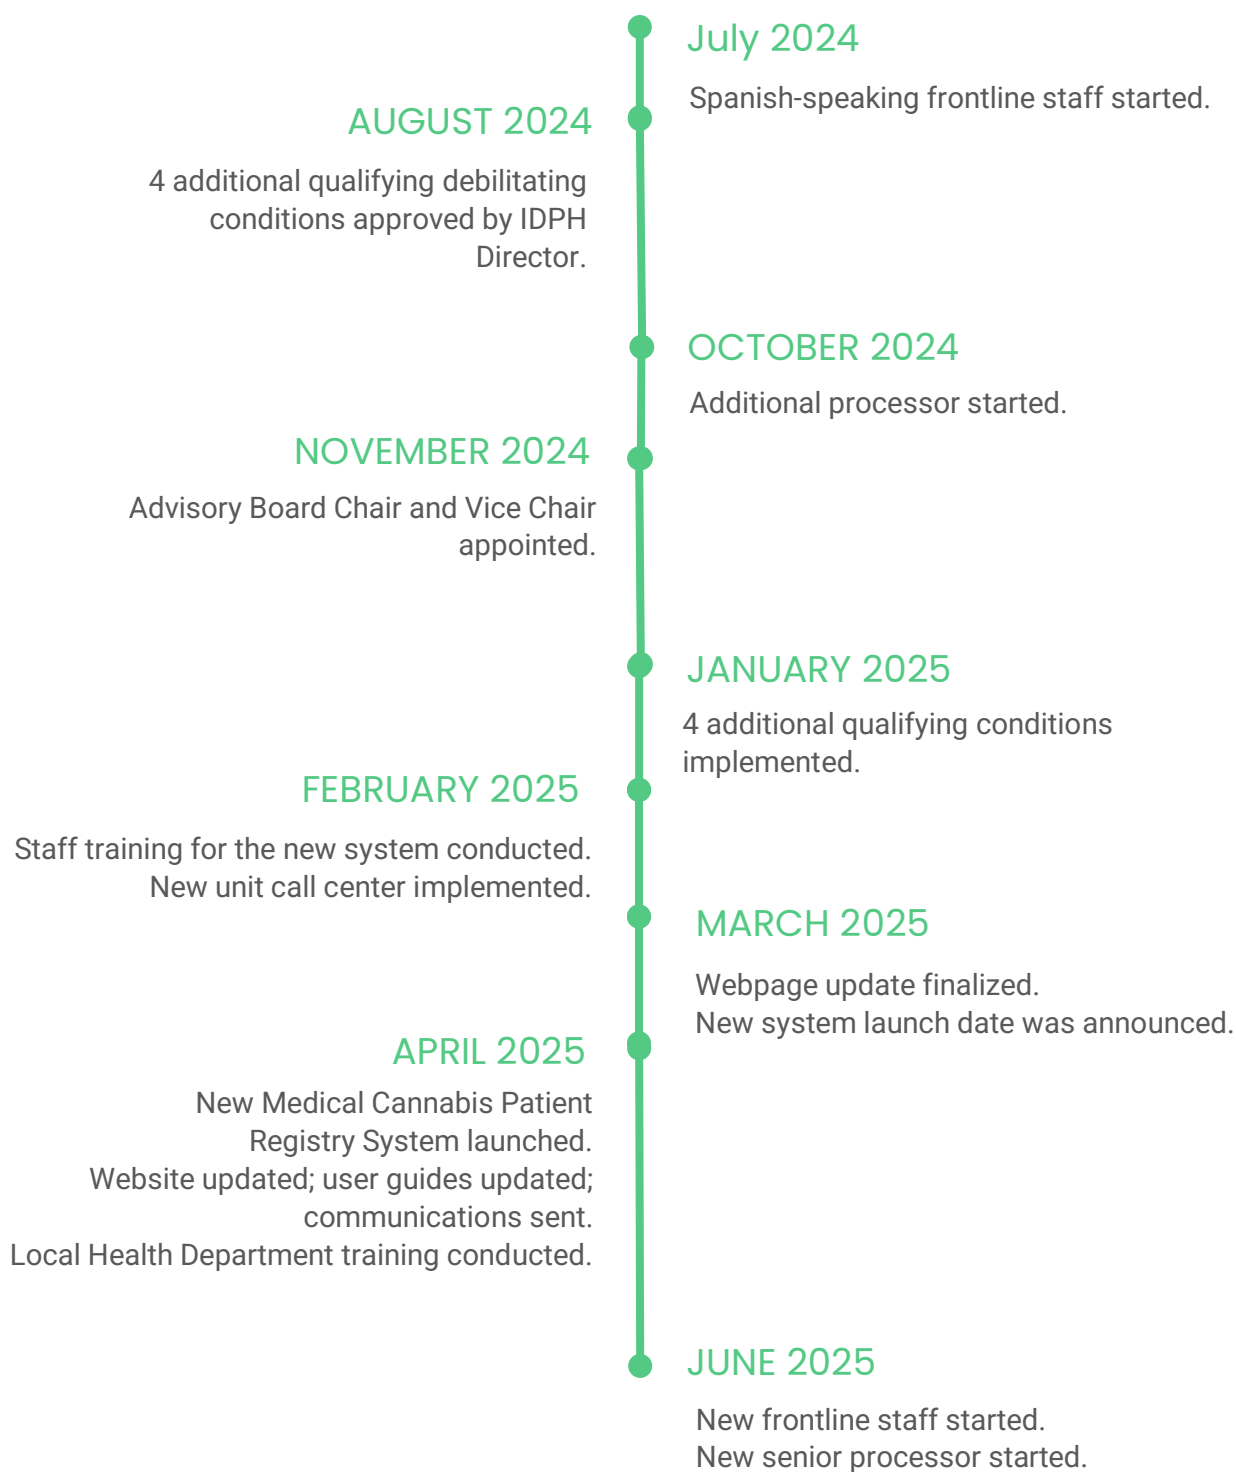 July 2024
Spanish-speaking frontline staff started.
AUGUST 2024
4 additional qualifying debilitating
conditions approved by IDPH
Director.
OCTOBER 2024
Additional processor started.
NOVEMBER 2024
Advisory Board Chair and Vice Chair
appointed.
JANUARY 2025
4 additional qualifying conditions
implemented.
FEBRUARY 2025
Staff training for the new system conducted.
New unit call center implemented.
MARCH 2025
Webpage update finalized.
New system launch date was announced.
APRIL 2025
New Medical Cannabis Patient
Registry System launched.
Website updated; user guides updated;
communications sent.
Local Health Department training conducted.
JUNE 2025
New frontline staff started.
New senior processor started.